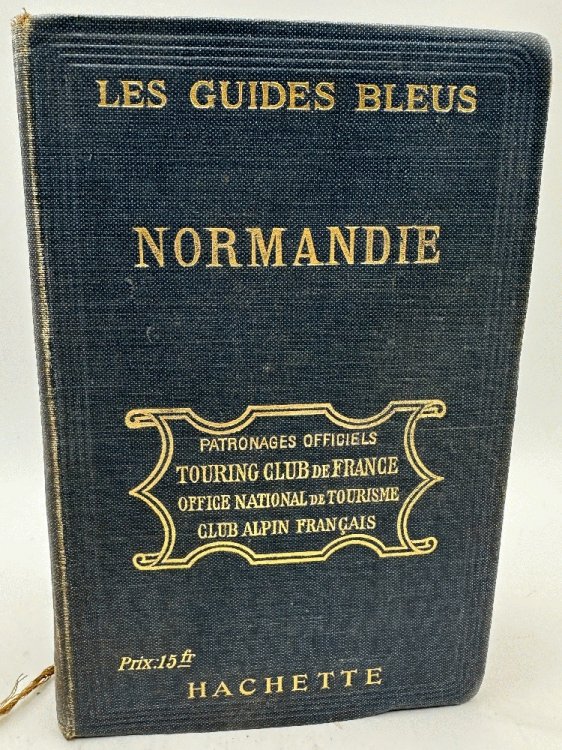 LES GUIDES BLEUS
NORMANDIE
PATRONAGES OFFICIELS
TOURING CLUB DE FRANCE
OFFICE NATIONAL DE TOURISME
CLUB ALPIN FRANÇAIS
Prix:15 fr
HACHETTE